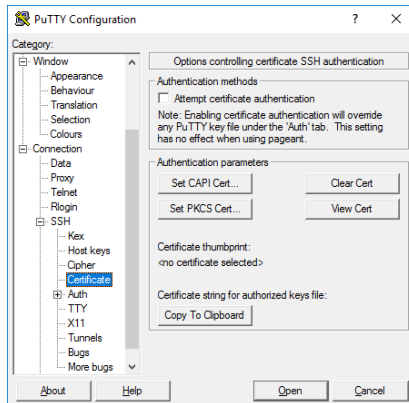 PuTTY Configuration
?
Category:
Window
Appearance
Behaviour
Translation
Selection
Colours
Connection
Data
Proxy
Telnet
Rlogin
SSH
Kex
Host keys
Cipher
Certificate
Auth
TTY
X11
Tunnels
Bugs
More bugs
Options controlling certificate SSH authentication
Authentication methods
Attempt certificate authentication
Note: Enabling certificate authentication will override
any PuTTY key file under the 'Auth' tab. This setting
has no effect when using pageant.
Authentication parameters
Set CAPI Cert...
Clear Cert
Set PKCS Cert...
View Cert
Certificate thumbprint:
<no certificate selected>
Certificate string for authorized keys file:
Copy To Clipboard
About
Help
Open
Cancel